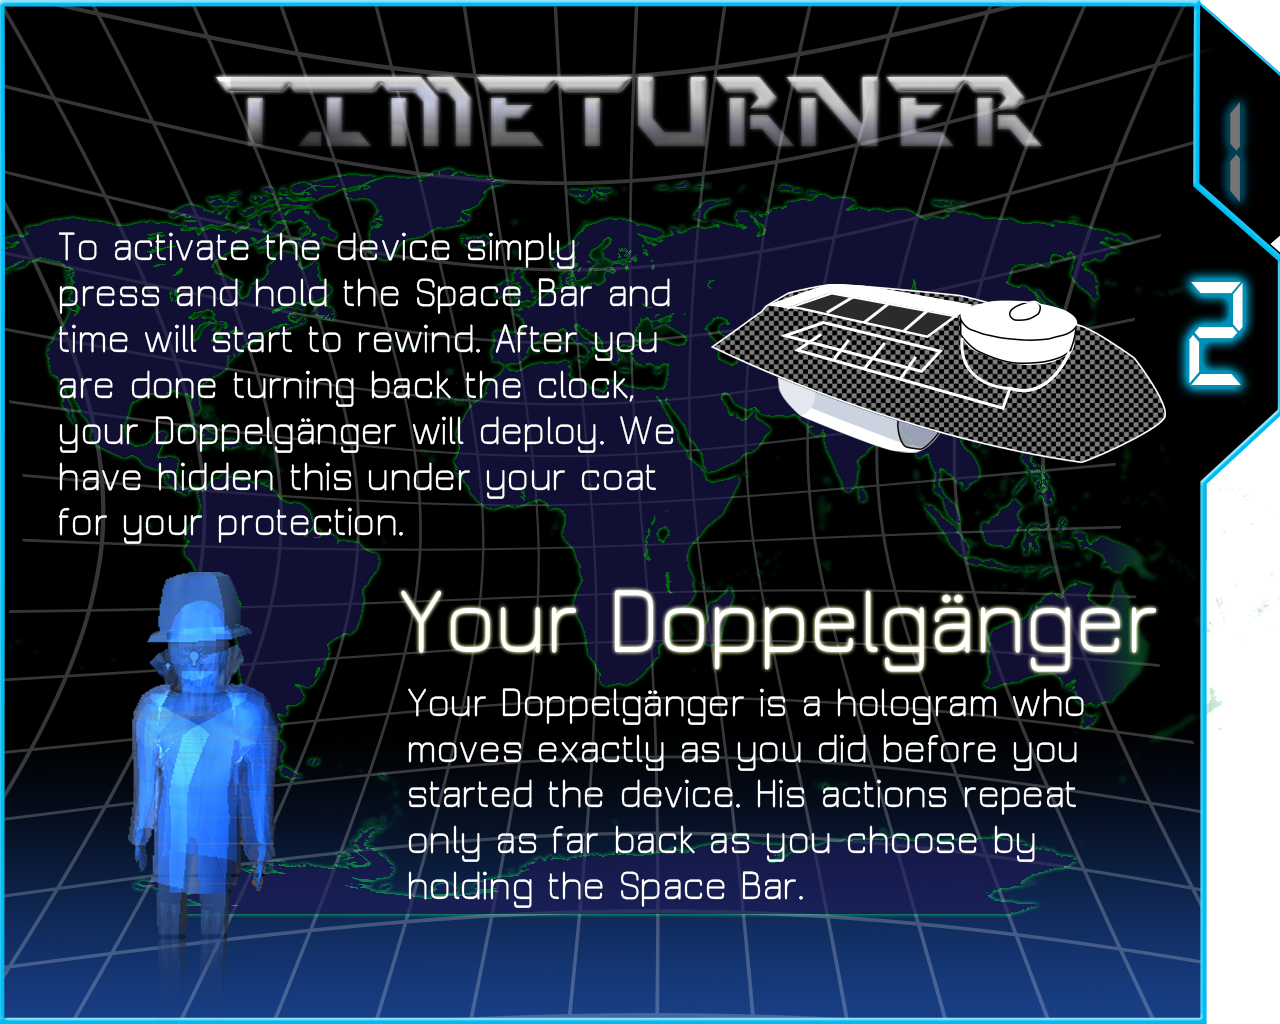 TIMETURNER
1
To activate the device simply
press and hold the Space Bar and
time will start to rewind. After you
are done turning back the clock,
your Doppelgänger will deploy. We
have hidden this under your coat
for your protection.
2
Your Doppelgänger
Your Doppelgänger is a hologram who
moves exactly as you did before you
started the device. His actions repeat
only as far back as you choose by
holding the Space Bar.